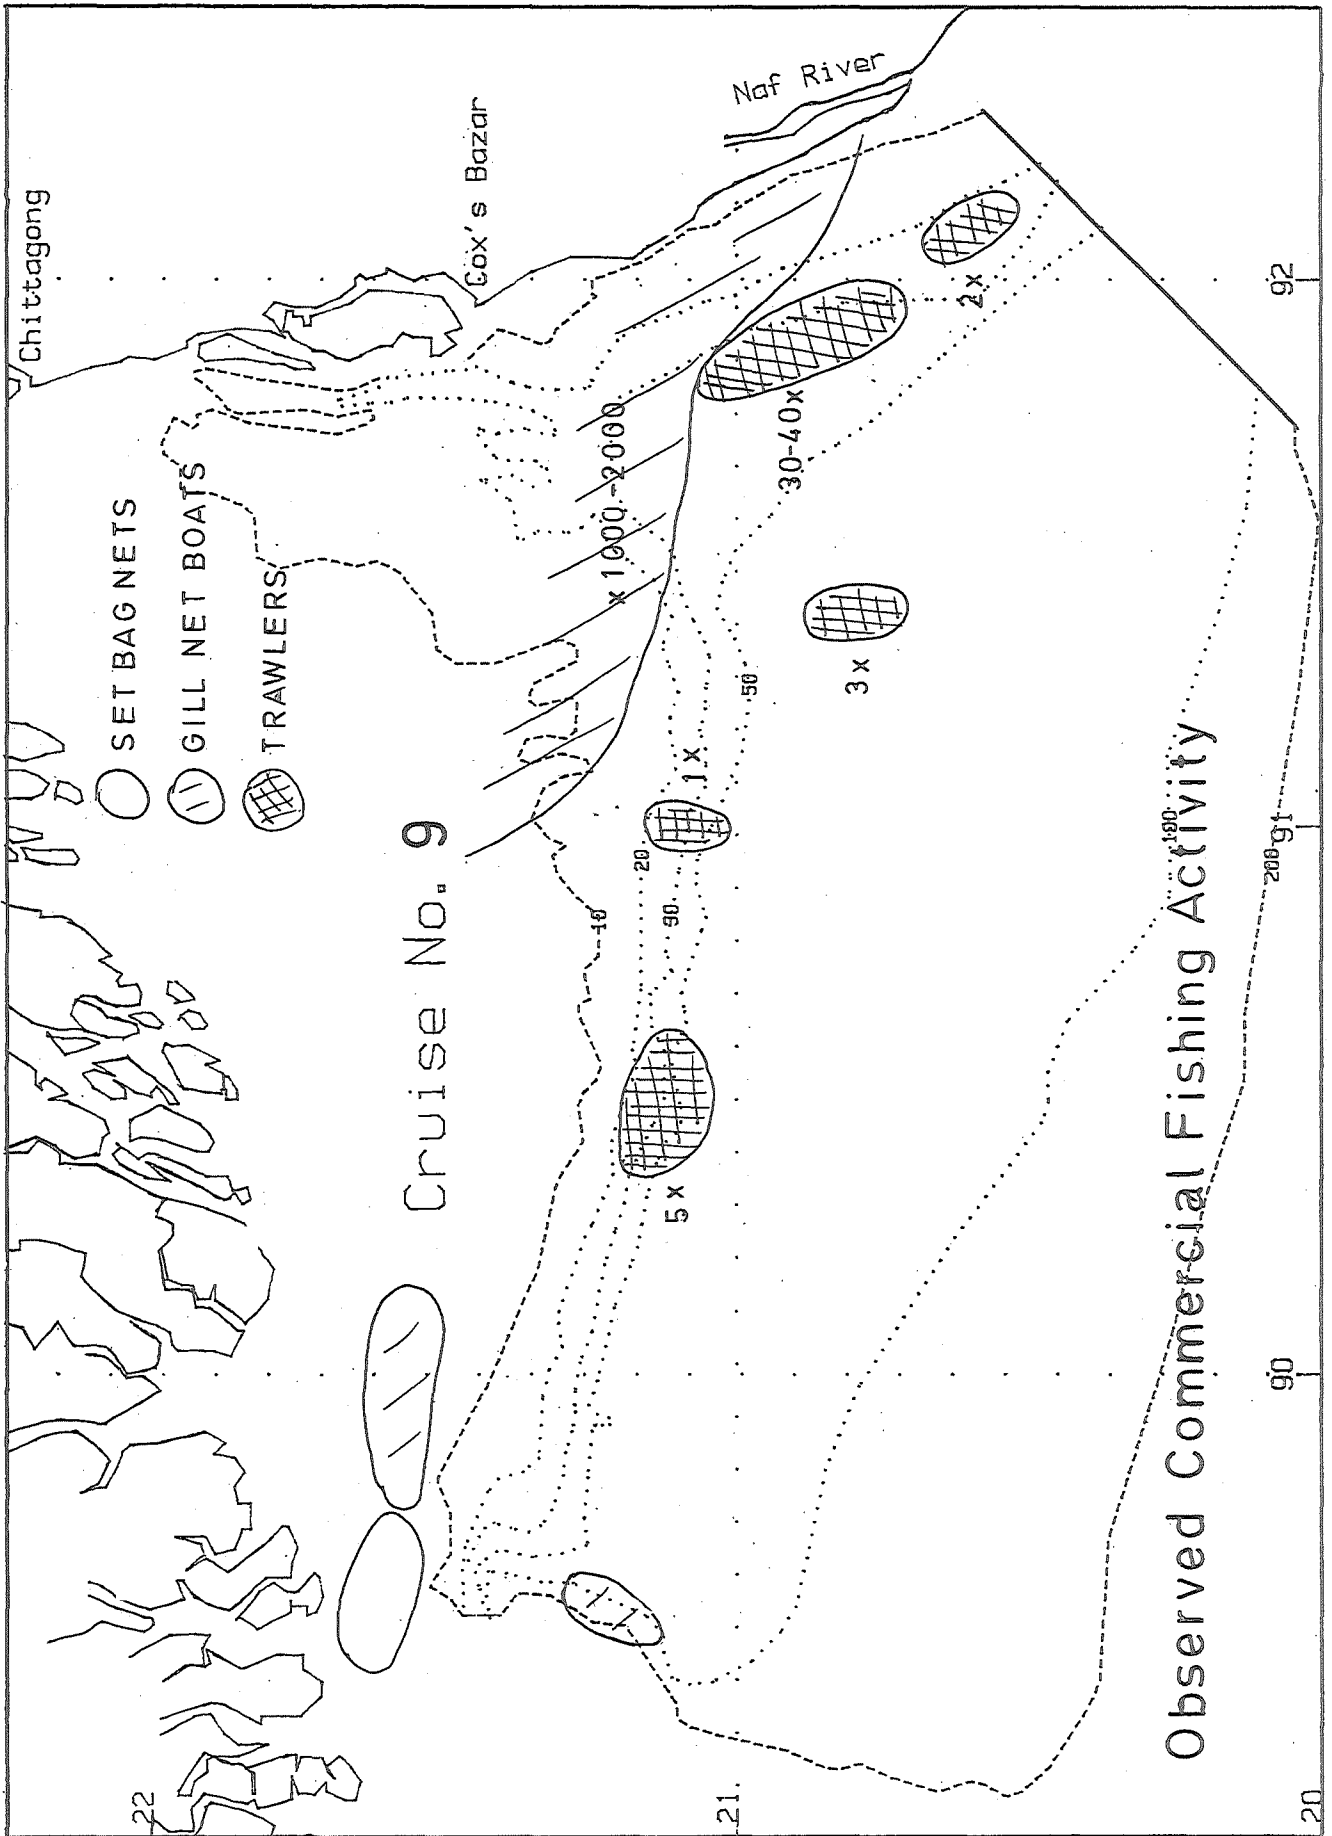 Chittagong
Cox's Bazar
Naf River
SET BAG NETS
GILL NET BOATS
TRAWLERS
Cruise No. 9
x 1000-2000
30-40x
2x
3x
1x
5x
10
20
90
50
100
200
22
21
20
90
91
92
Observed Commercial Fishing Activity